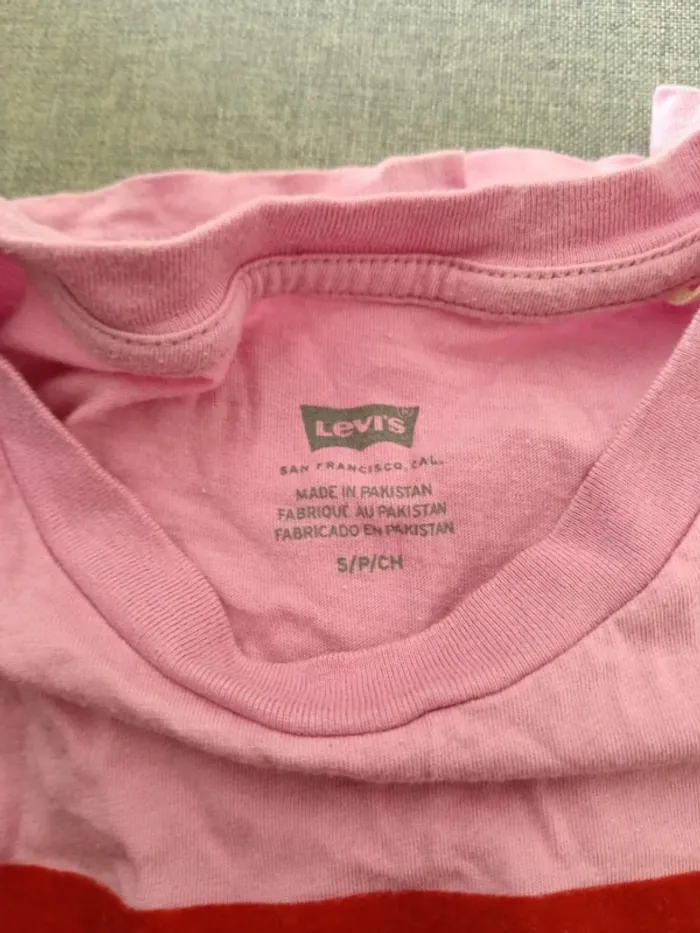 Levi's
SAN FRANCISCO, CAL.
MADE IN PAKISTAN
FABRIQUÉ AU PAKISTAN
FABRICADO EN PAKISTAN
S/P/CH